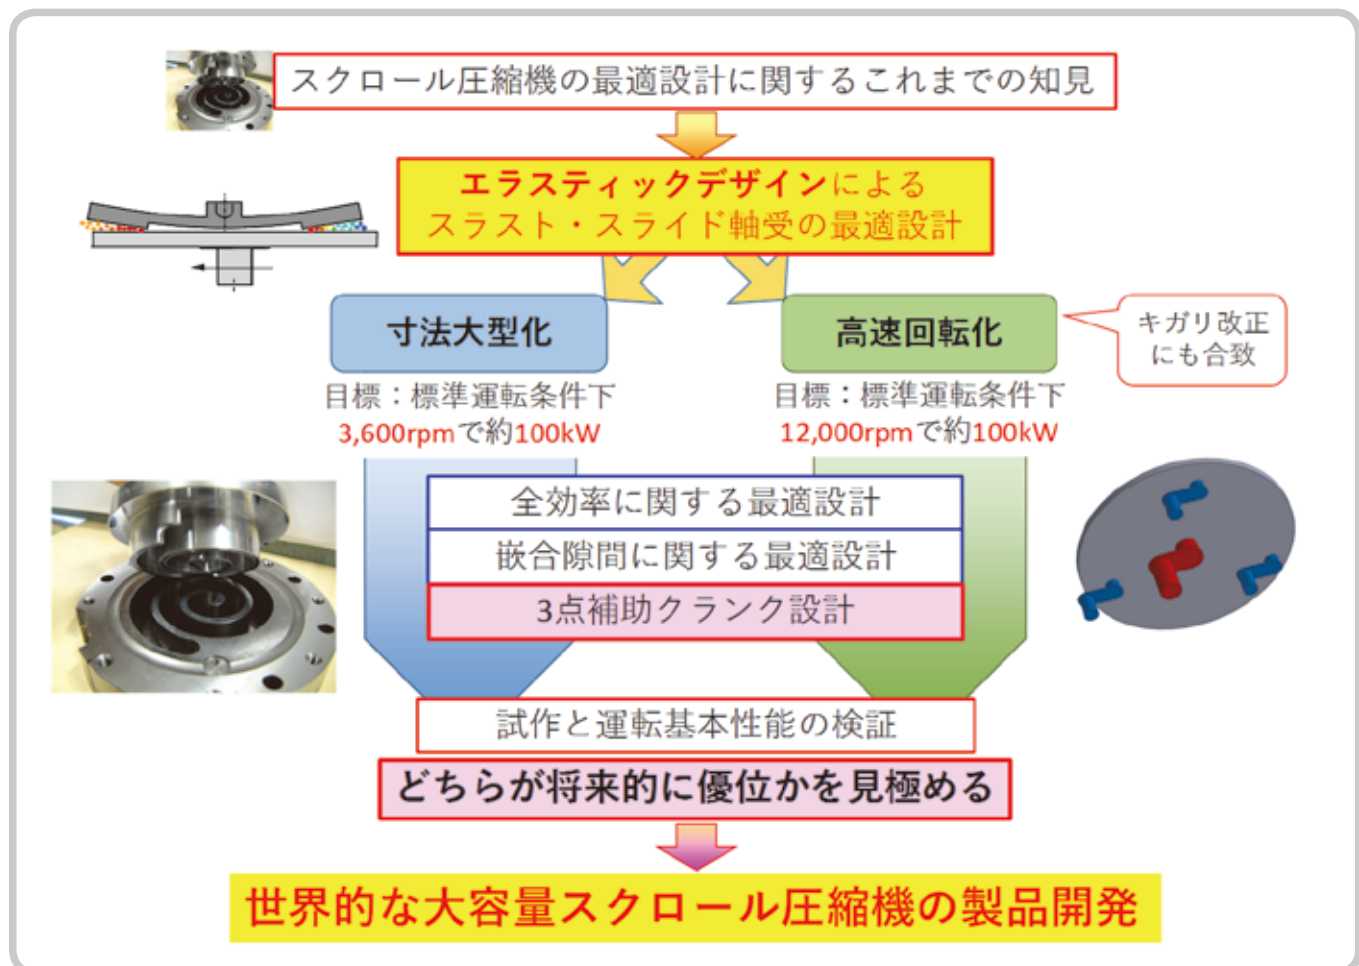 スクロール圧縮機の最適設計に関するこれまでの知見
エラスティックデザインによる
スラスト・スライド軸受の最適設計
寸法大型化
高速回転化
キガリ改正
にも合致
目標：標準運転条件下
3,600rpmで約100kW
目標：標準運転条件下
12,000rpmで約100kW
全効率に関する最適設計
嵌合隙間に関する最適設計
3点補助クランク設計
試作と運転基本性能の検証
どちらが将来的に優位かを見極める
世界的な大容量スクロール圧縮機の製品開発